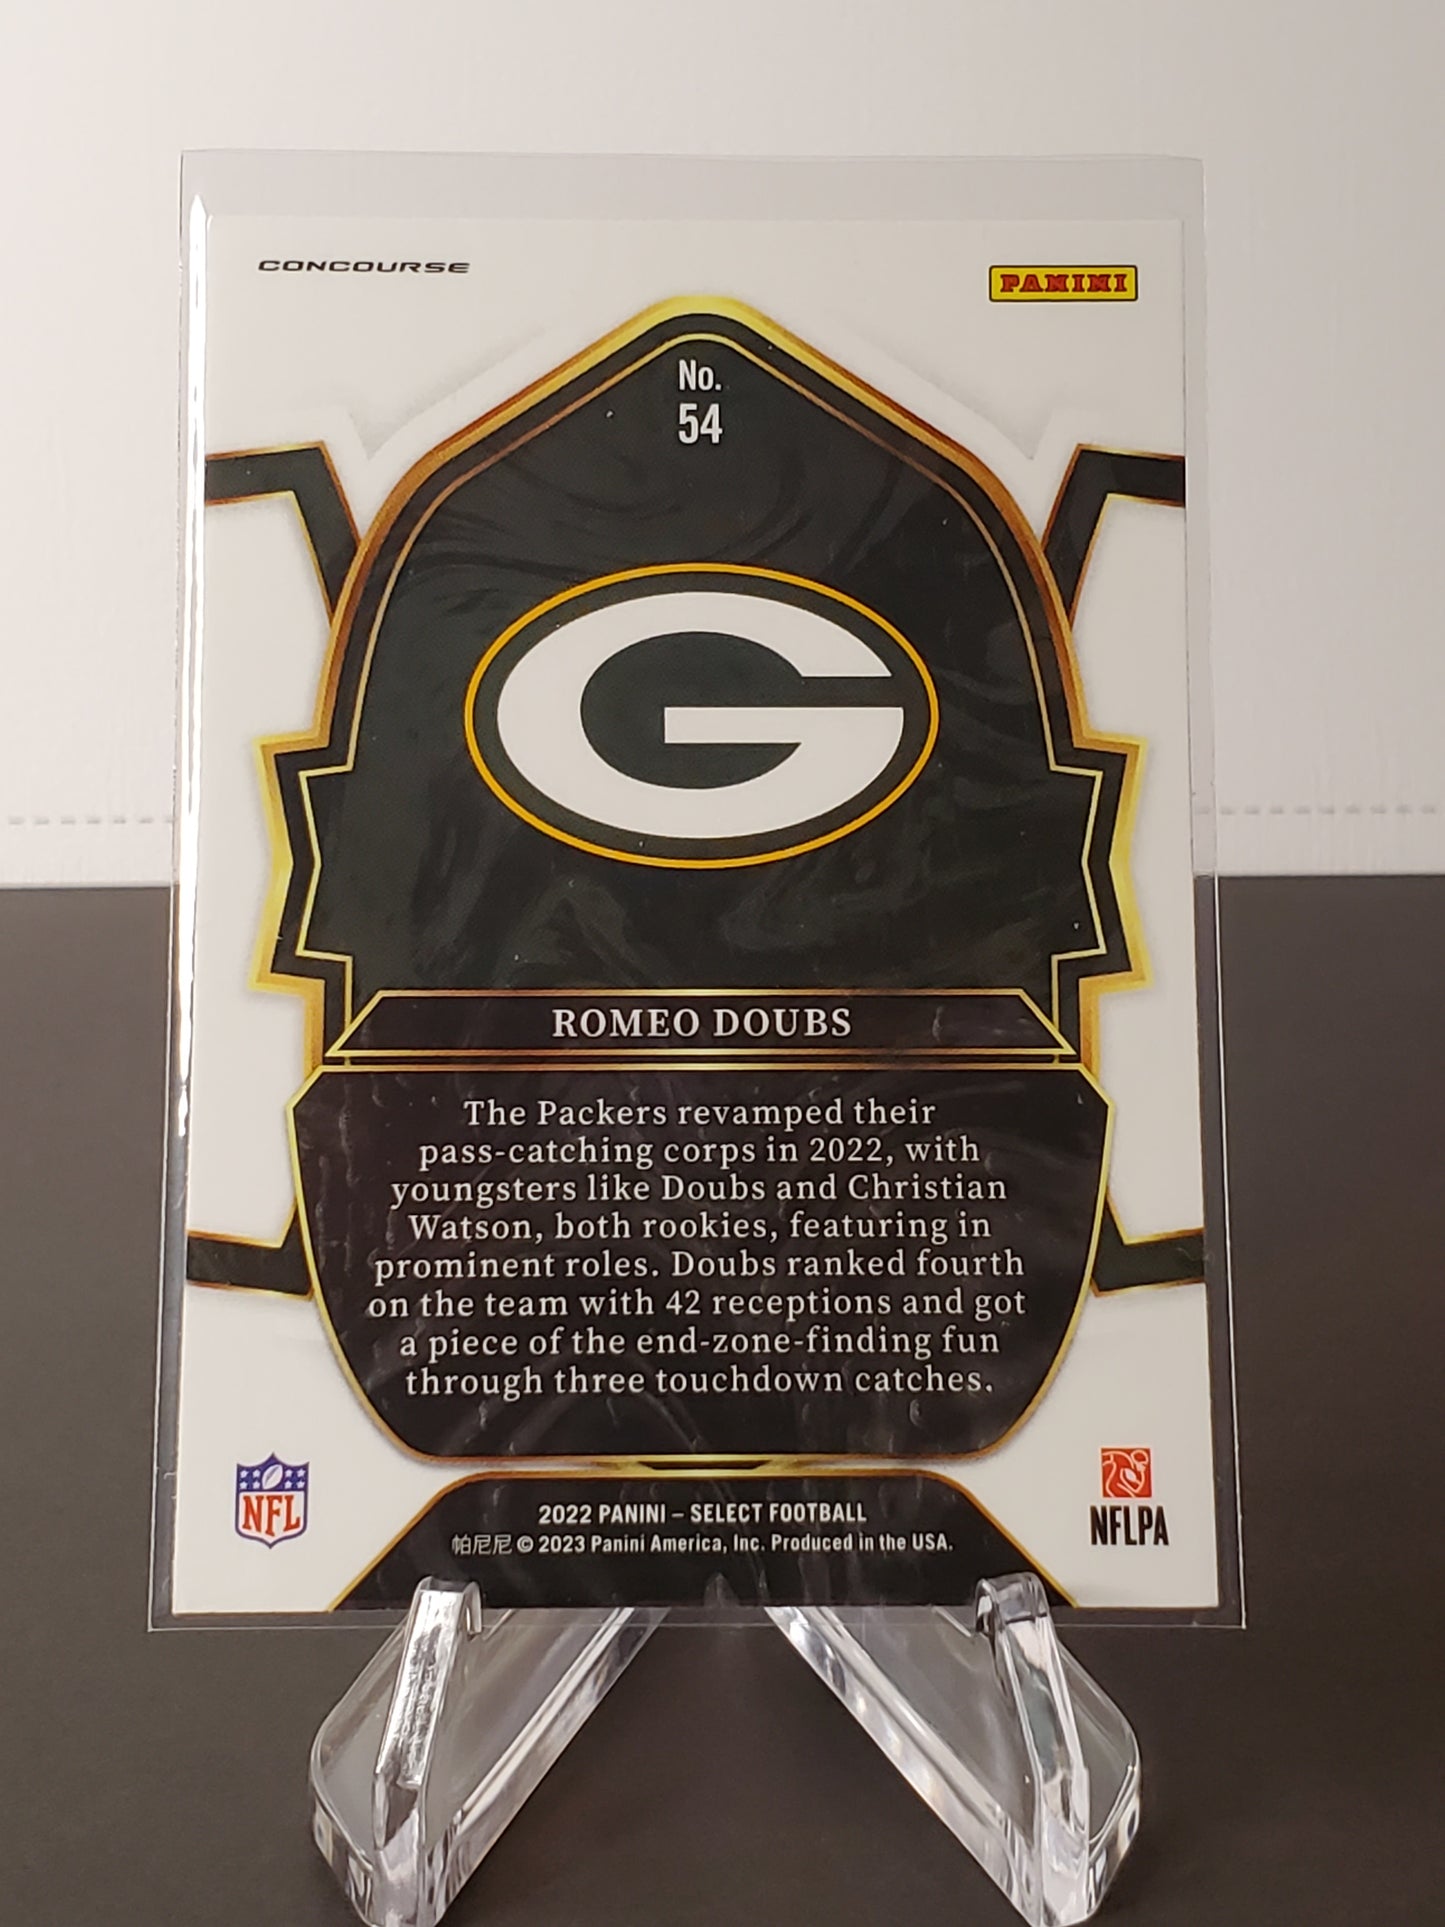 CONCOURSE
PANINI
No.
54
G
ROMEO DOUBS
The Packers revamped their
pass-catching corps in 2022, with
youngsters like Doubs and Christian
Watson, both rookies, featuring in
prominent roles. Doubs ranked fourth
on the team with 42 receptions and got
a piece of the end-zone-finding fun
through three touchdown catches.
NFL
NFLPA
2022 PANINI – SELECT FOOTBALL
帕尼尼 © 2023 Panini America, Inc. Produced in the USA.